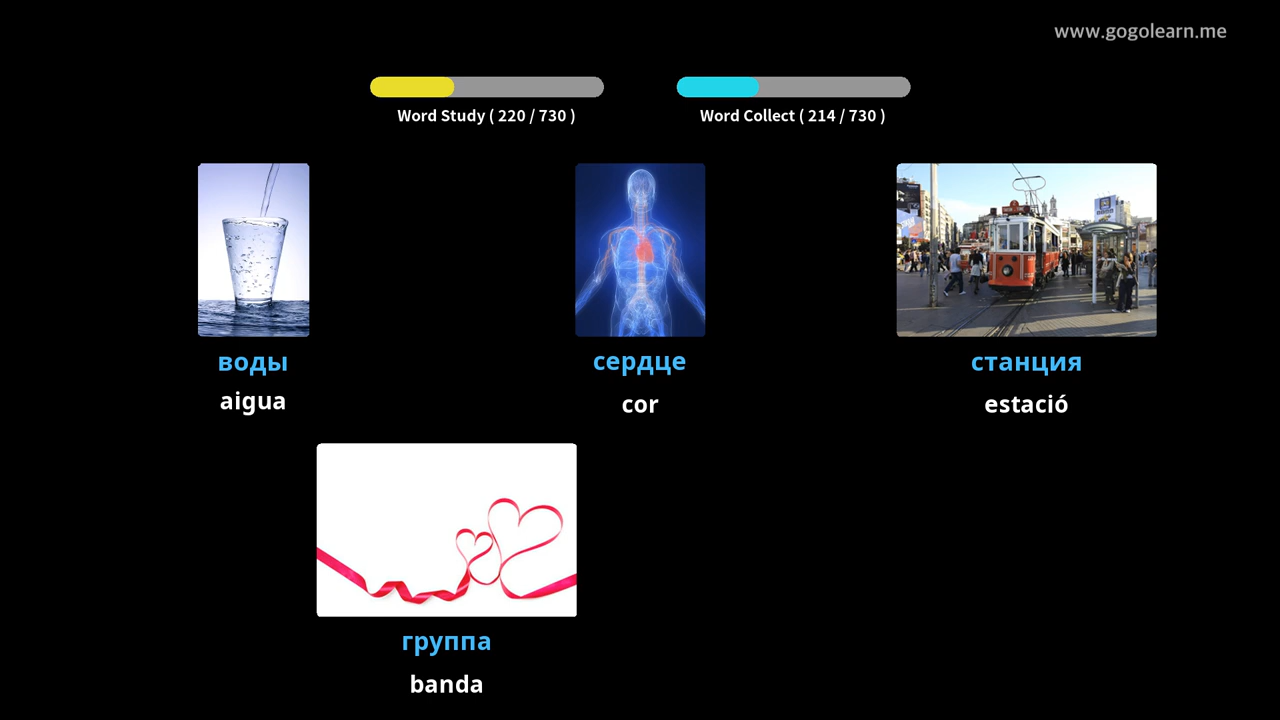 www.gogolearn.me
Word Study ( 220 / 730 )
Word Collect ( 214 / 730 )
воды
сердце
станция
aigua
cor
estació
группа
banda